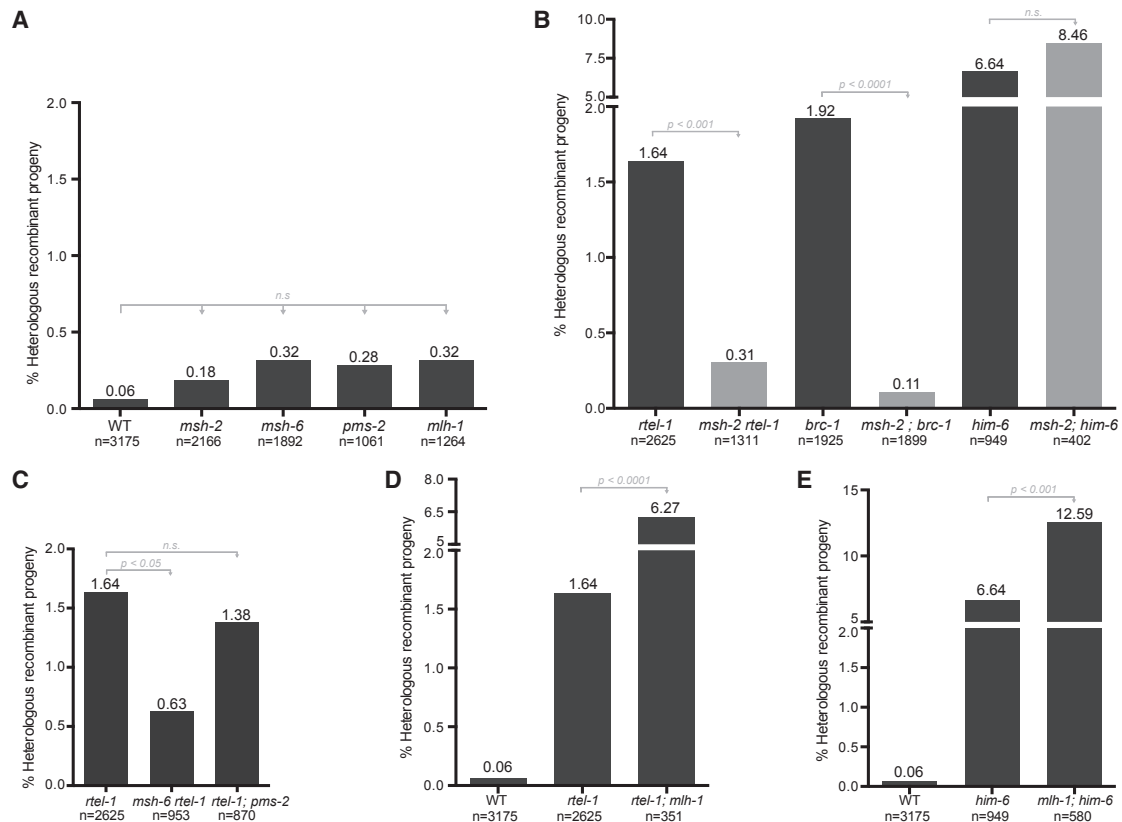 A
% Heterologous recombinant progeny
2.0
1.5
1.0
0.5
0.0
n.s
0.06
0.18
0.32
0.28
0.32
WT
n=3175
msh-2
n=2166
msh-6
n=1892
pms-2
n=1061
mlh-1
n=1264
B
% Heterologous recombinant progeny
10.0
7.5
5.0
2.0
1.5
1.0
0.5
0.0
p < 0.001
p < 0.0001
n.s.
1.64
0.31
1.92
0.11
6.64
8.46
rtel-1
n=2625
msh-2 rtel-1
n=1311
brc-1
n=1925
msh-2 ; brc-1
n=1899
him-6
n=949
msh-2; him-6
n=402
C
% Heterologous recombinant progeny
2.0
1.5
1.0
0.5
0.0
n.s.
p < 0.05
1.64
0.63
1.38
rtel-1
n=2625
msh-6 rtel-1
n=953
rtel-1; pms-2
n=870
D
% Heterologous recombinant progeny
8.0
6.5
5
2.0
1.5
1.0
0.5
0.0
p < 0.0001
0.06
1.64
6.27
WT
n=3175
rtel-1
n=2625
rtel-1; mlh-1
n=351
E
% Heterologous recombinant progeny
15
10
5
2.0
1.5
1.0
0.5
0.0
p < 0.001
0.06
6.64
12.59
WT
n=3175
him-6
n=949
mlh-1; him-6
n=580